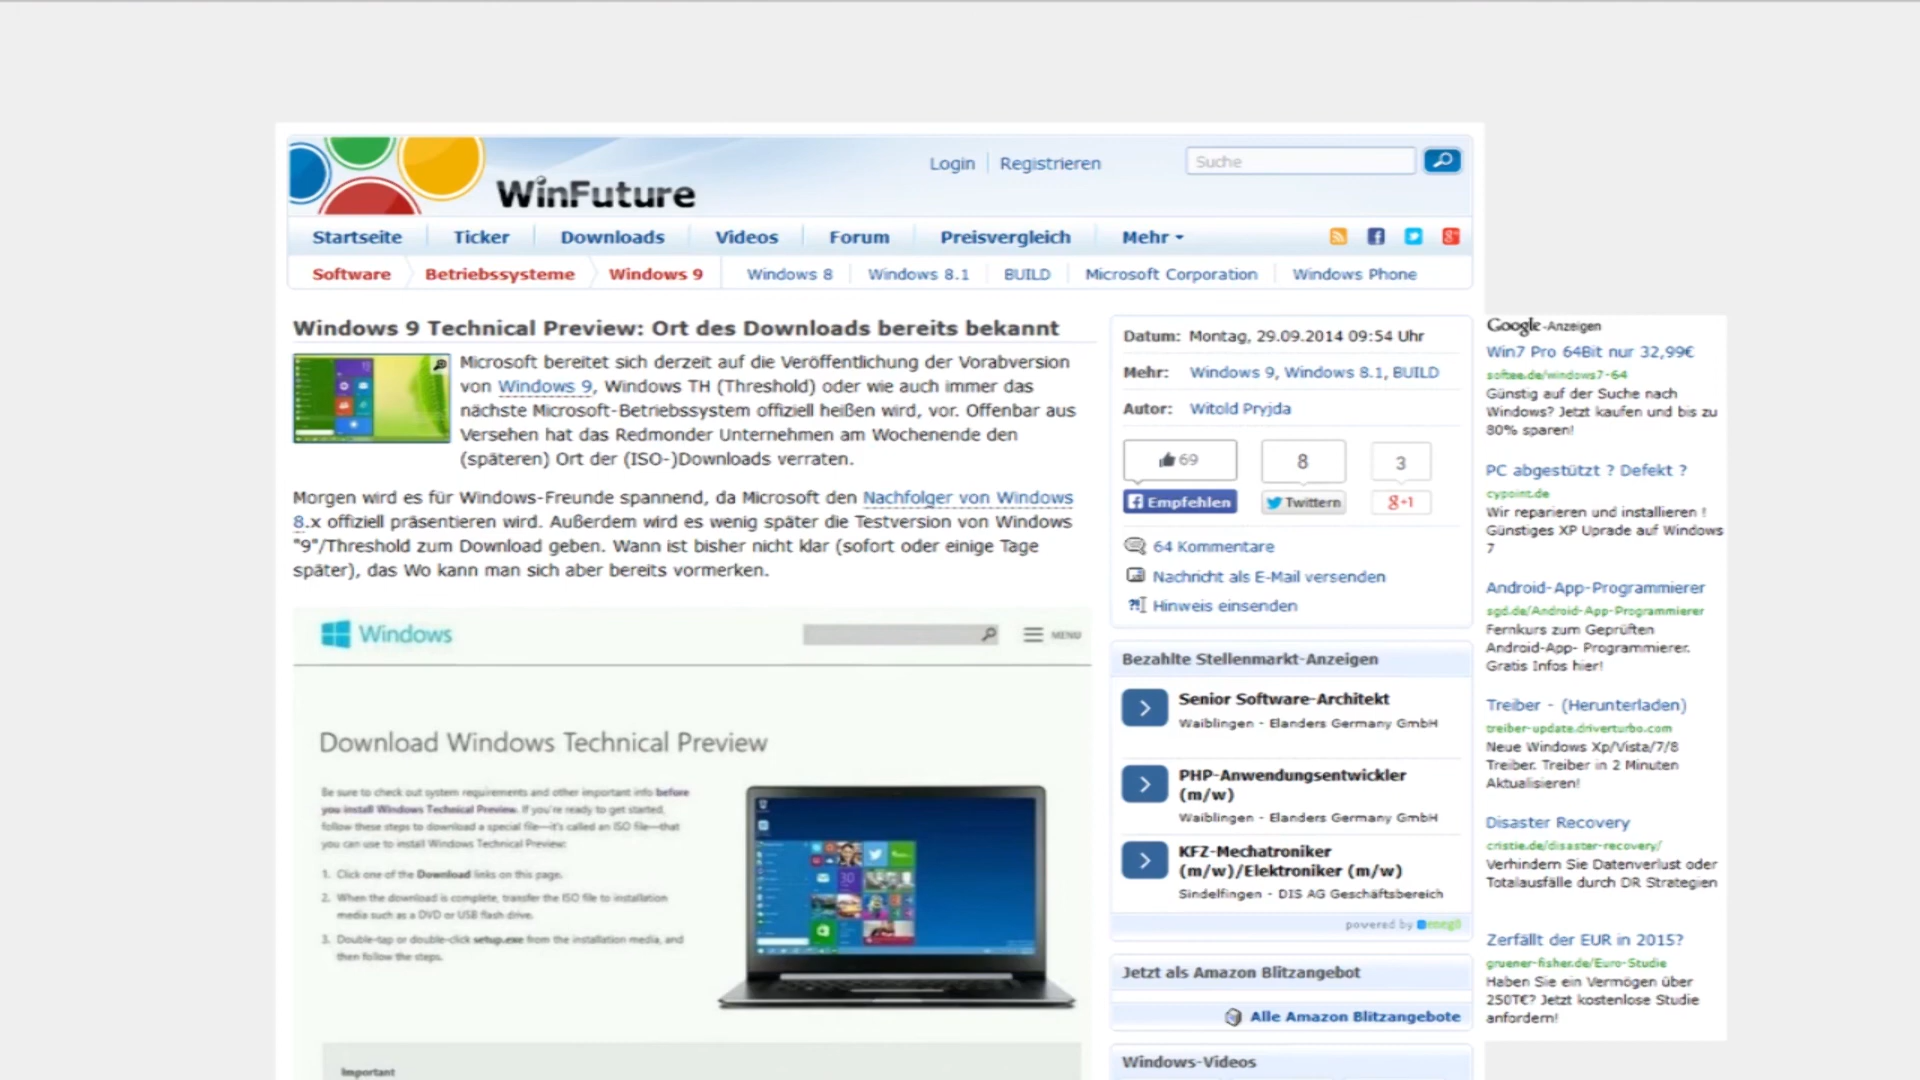 WinFuture
Login
Registrieren
Suche
Startseite
Ticker
Downloads
Videos
Forum
Preisvergleich
Mehr
Software
Betriebssysteme
Windows 9
Windows 8
Windows 8.1
BUILD
Microsoft Corporation
Windows Phone
Windows 9 Technical Preview: Ort des Downloads bereits bekannt
Microsoft bereitet sich derzeit auf die Veröffentlichung der Vorabversion
von Windows 9, Windows TH (Threshold) oder wie auch immer das
nächste Microsoft-Betriebssystem offiziell heißen wird, vor. Offenbar aus
Versehen hat das Redmonder Unternehmen am Wochenende den
(späteren) Ort der (ISO-)Downloads verraten.
Morgen wird es für Windows-Freunde spannend, da Microsoft den Nachfolger von Windows
8.x offiziell präsentieren wird. Außerdem wird es wenig später die Testversion von Windows
"9"/Threshold zum Download geben. Wann ist bisher nicht klar (sofort oder einige Tage
später), das Wo kann man sich aber bereits vormerken.
Windows
MENU
Download Windows Technical Preview
Be sure to check out system requirements and other important info before
you install Windows Technical Preview. If you're ready to get started,
follow these steps to download a special file—it's called an ISO file—that
you can use to install Windows Technical Preview:
1. Click one of the Download links on this page.
2. When the download is complete, transfer the ISO file to installation
media such as a DVD or USB flash drive.
3. Double-tap or double-click setup.exe from the installation media, and
then follow the steps.
Important
Datum: Montag, 29.09.2014 09:54 Uhr
Mehr: Windows 9, Windows 8.1, BUILD
Autor: Witold Pryjda
69
8
3
Empfehlen
Twittern
g+1
64 Kommentare
Nachricht als E-Mail versenden
Hinweis einsenden
Bezahlte Stellenmarkt-Anzeigen
Senior Software-Architekt
Waiblingen - Elanders Germany GmbH
PHP-Anwendungsentwickler
(m/w)
Waiblingen - Elanders Germany GmbH
KFZ-Mechatroniker
(m/w)/Elektroniker (m/w)
Sindelfingen - DIS AG Geschäftsbereich
powered by
Jetzt als Amazon Blitzangebot
Alle Amazon Blitzangebote
Windows-Videos
Google-Anzeigen
Win7 Pro 64Bit nur 32,99€
softee.de/windows7-64
Günstig auf der Suche nach
Windows? Jetzt kaufen und bis zu
80% sparen!
PC abgestützt ? Defekt ?
cypoint.de
Wir reparieren und installieren !
Günstiges XP Uprade auf Windows
7
Android-App-Programmierer
sgd.de/Android-App-Programmierer
Fernkurs zum Geprüften
Android-App- Programmierer.
Gratis Infos hier!
Treiber - (Herunterladen)
treiber-update.driverturbo.com
Neue Windows Xp/Vista/7/8
Treiber. Treiber in 2 Minuten
Aktualisieren!
Disaster Recovery
cristie.de/disaster-recovery/
Verhindern Sie Datenverlust oder
Totalausfälle durch DR Strategien
Zerfällt der EUR in 2015?
gruener-fisher.de/Euro-Studie
Haben Sie ein Vermögen über
250T€? Jetzt kostenlose Studie
anfordern!